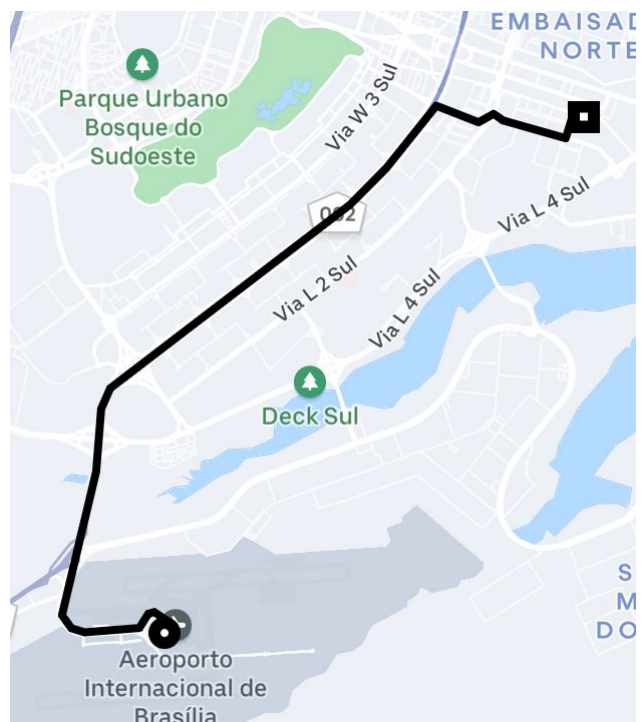 EMBAISAD
NORTE
Parque Urbano
Bosque do
Sudoeste
Via W 3 Sul
002
Via L 4 Sul
Via L 2 Sul
Via L 4 Sul
Deck Sul
S
M
DO
Aeroporto
Internacional de
Brasília